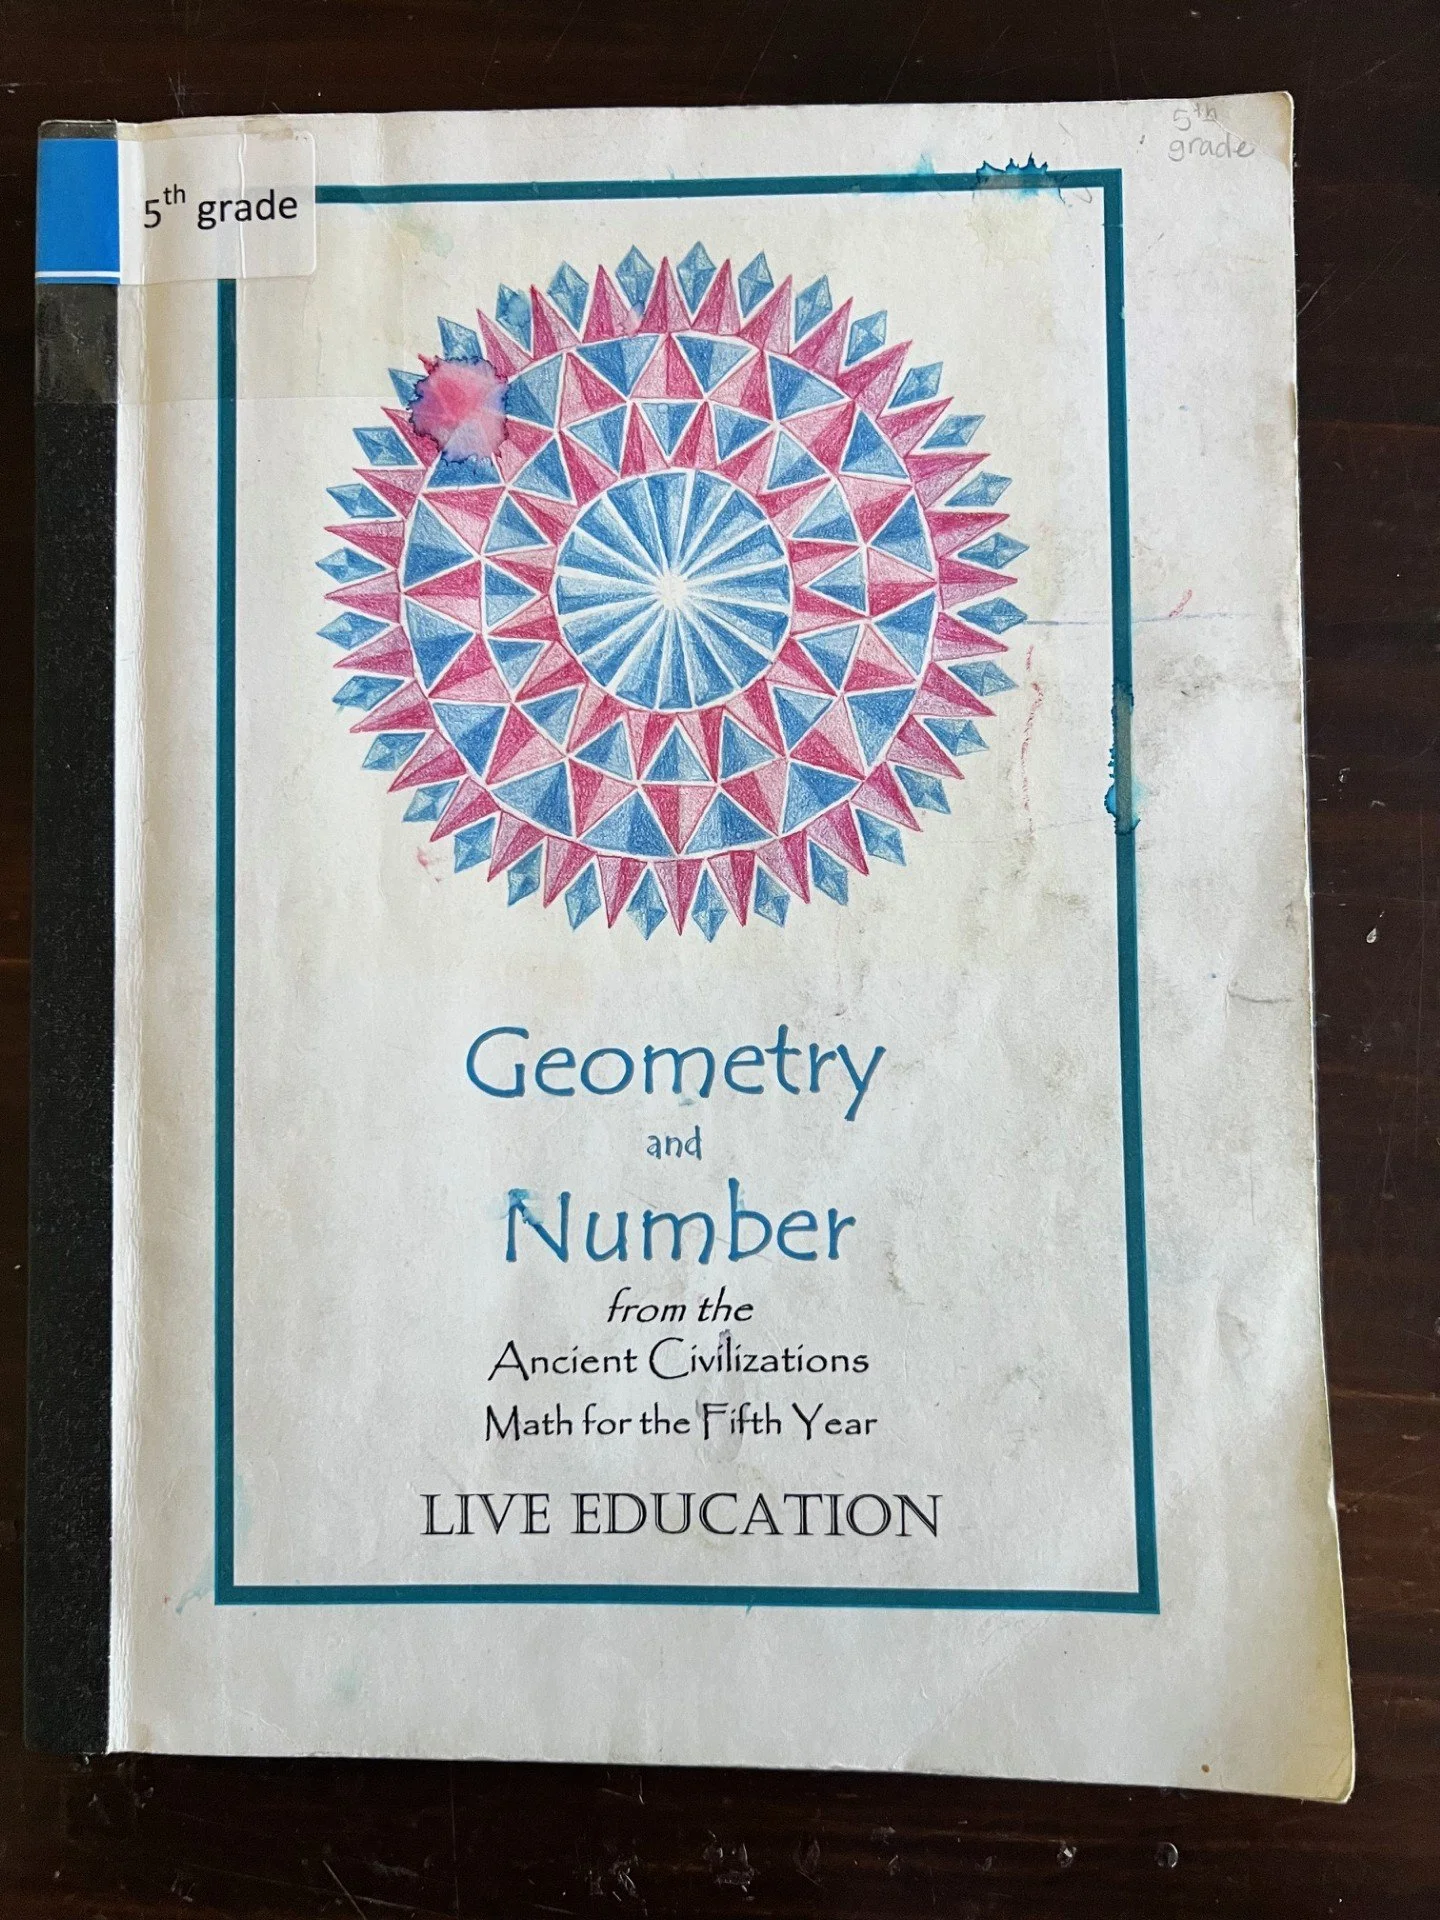 5th grade
5th
grade
Geometry
and
Number
from the
Ancient Civilizations
Math for the Fifth Year
LIVE EDUCATION